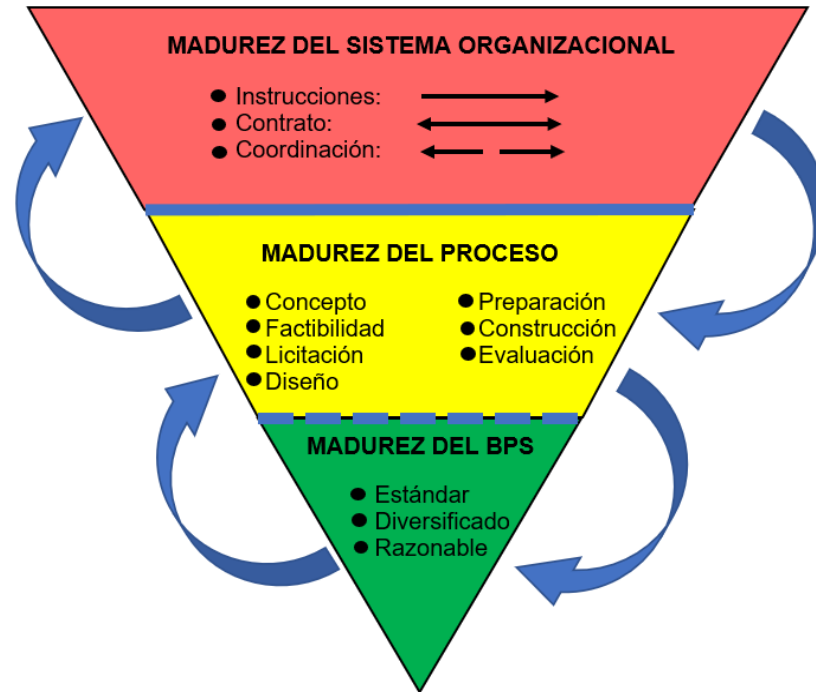 MADUREZ DEL SISTEMA ORGANIZACIONAL
● Instrucciones:
● Contrato:
● Coordinación:
MADUREZ DEL PROCESO
● Concepto
● Factibilidad
● Licitación
● Diseño
● Preparación
● Construcción
● Evaluación
MADUREZ DEL BPS
● Estándar
● Diversificado
● Razonable